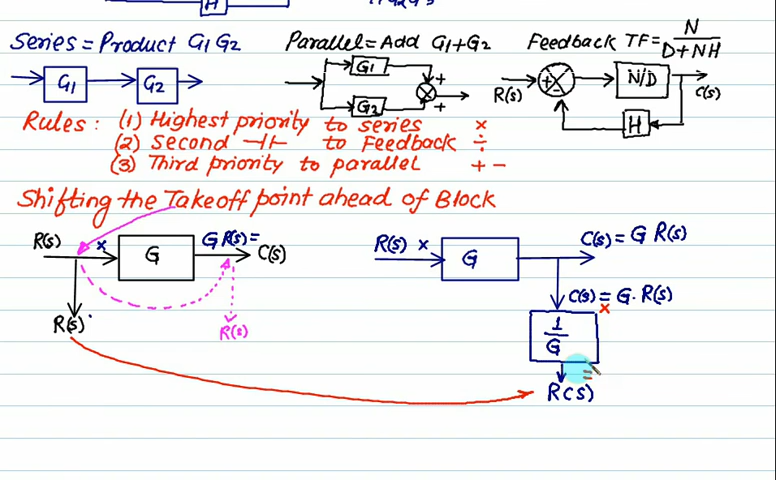 H
Series = Product G1 G2
Parallel = Add G1+G2
Feedback TF = N / D+NH
G1
G2
G1
+
G2
+
R(s)
+
-
N/D
C(s)
H
Rules : (1) Highest priority to series ×
(2) Second to Feedback ÷
(3) Third priority to parallel + -
Shifting the Takeoff point ahead of Block
R(s) × G G R(s) = C(s)
R(s)
R(s)
R(s) × G C(s) = G R(s)
C(s) = G. R(s)
×
1
G
=
R(s)